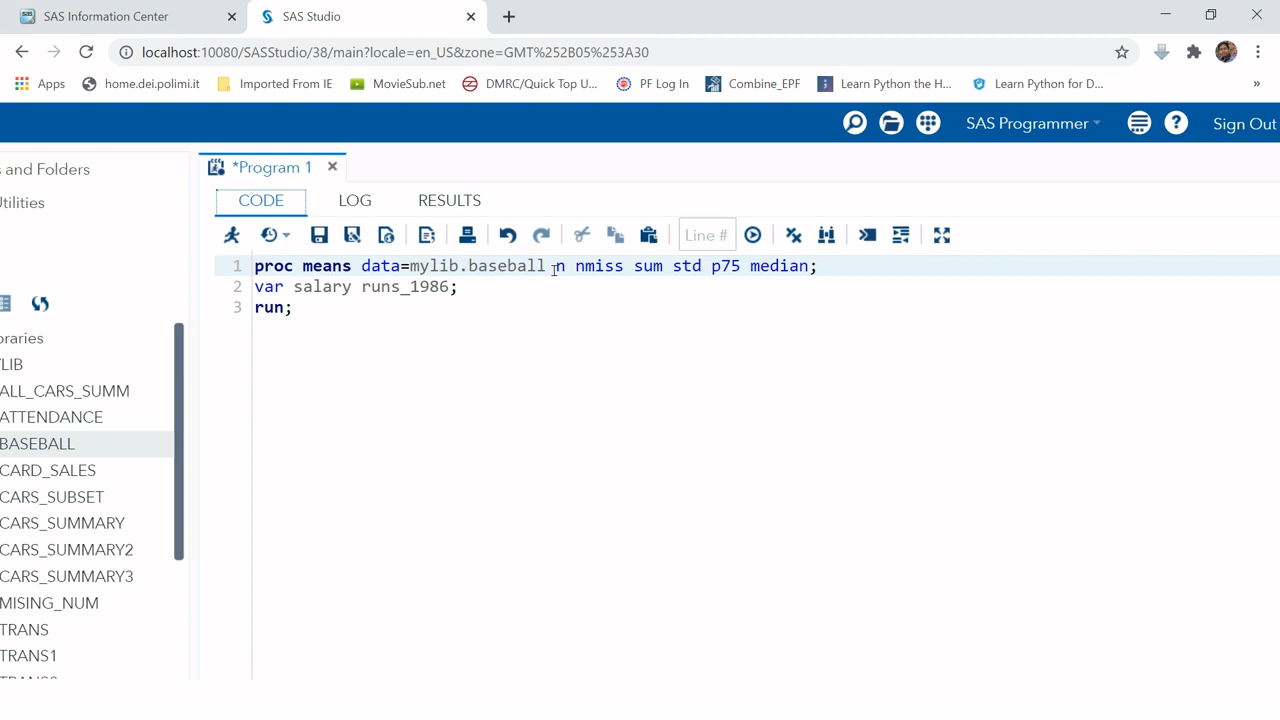 SAS Information Center
SAS Studio
localhost:10080/SASStudio/38/main?locale=en_US&zone=GMT%252B05%253A30
Apps home.dei.polimi.it Imported From IE MovieSub.net DMRC/Quick Top U... PF Log In Combine_EPF Learn Python the H... Learn Python for D... »
SAS Programmer Sign Out
s and Folders
*Program 1
Utilities
CODE LOG RESULTS
Line #
1 proc means data=mylib.baseball n nmiss sum std p75 median;
2 var salary runs_1986;
3 run;
braries
LIB
ALL_CARS_SUMM
ATTENDANCE
BASEBALL
CARD_SALES
CARS_SUBSET
CARS_SUMMARY
CARS_SUMMARY2
CARS_SUMMARY3
MISING_NUM
TRANS
TRANS1